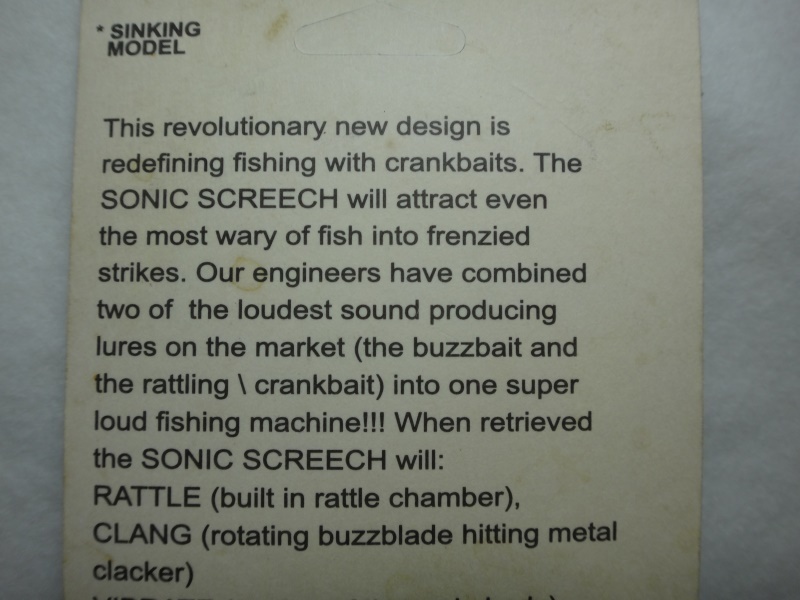 * SINKING
MODEL
This revolutionary new design is
redefining fishing with crankbaits. The
SONIC SCREECH will attract even
the most wary of fish into frenzied
strikes. Our engineers have combined
two of the loudest sound producing
lures on the market (the buzzbait and
the rattling \ crankbait) into one super
loud fishing machine!!! When retrieved
the SONIC SCREECH will:
RATTLE (built in rattle chamber),
CLANG (rotating buzzblade hitting metal
clacker)